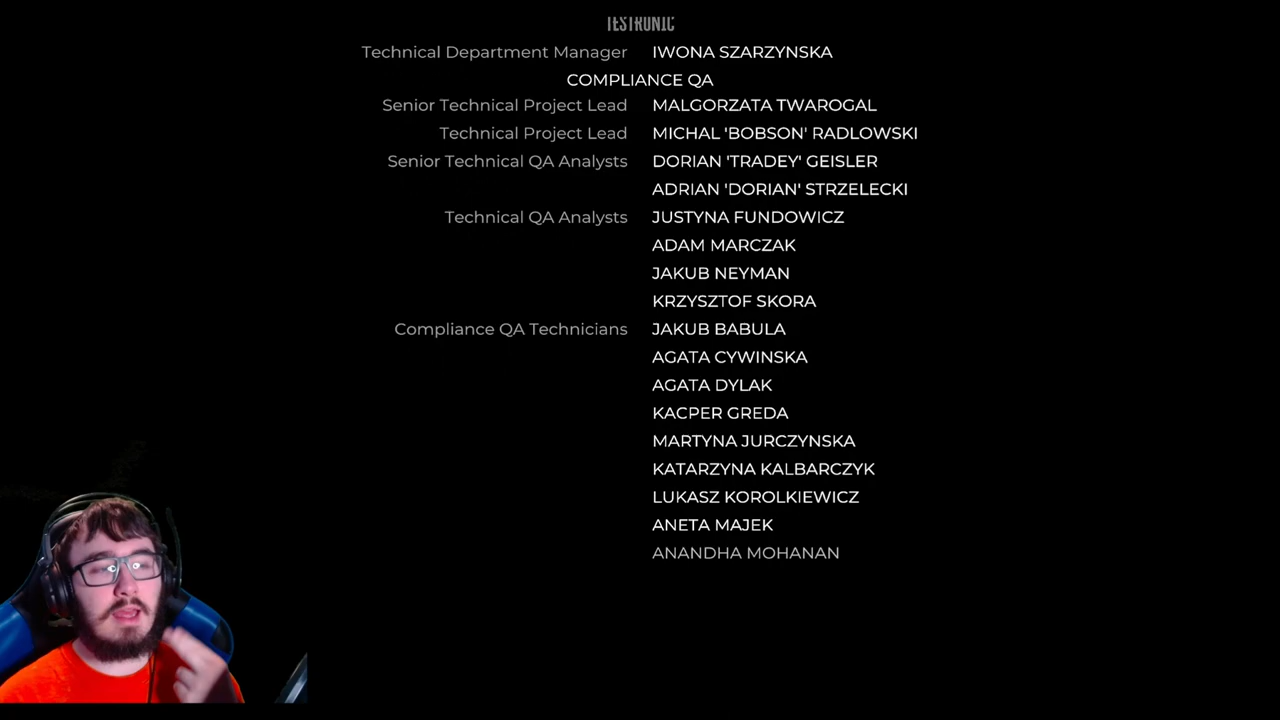 TESTRONIC
Technical Department Manager IWONA SZARZYNSKA
COMPLIANCE QA
Senior Technical Project Lead MALGORZATA TWAROGAL
Technical Project Lead MICHAL 'BOBSON' RADLOWSKI
Senior Technical QA Analysts DORIAN 'TRADEY' GEISLER
ADRIAN 'DORIAN' STRZELECKI
Technical QA Analysts JUSTYNA FUNDOWICZ
ADAM MARCZAK
JAKUB NEYMAN
KRZYSZTOF SKORA
Compliance QA Technicians JAKUB BABULA
AGATA CYWINSKA
AGATA DYLAK
KACPER GREDA
MARTYNA JURCZYNSKA
KATARZYNA KALBARCZYK
LUKASZ KOROLKIEWICZ
ANETA MAJEK
ANANDHA MOHANAN